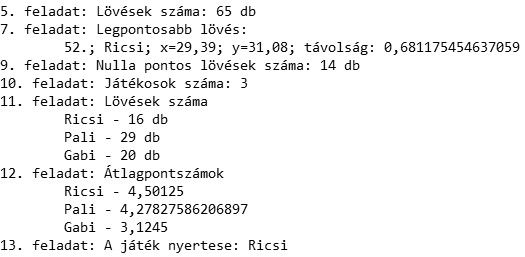 5. feladat: Lövések száma: 65 db
7. feladat: Legpontosabb lövés:
52.; Ricsi; x=29,39; y=31,08; távolság: 0,681175454637059
9. feladat: Nulla pontos lövések száma: 14 db
10. feladat: Játékosok száma: 3
11. feladat: Lövések száma
Ricsi - 16 db
Pali - 29 db
Gabi - 20 db
12. feladat: Átlagpontszámok
Ricsi - 4,50125
Pali - 4,27827586206897
Gabi - 3,1245
13. feladat: A játék nyertese: Ricsi